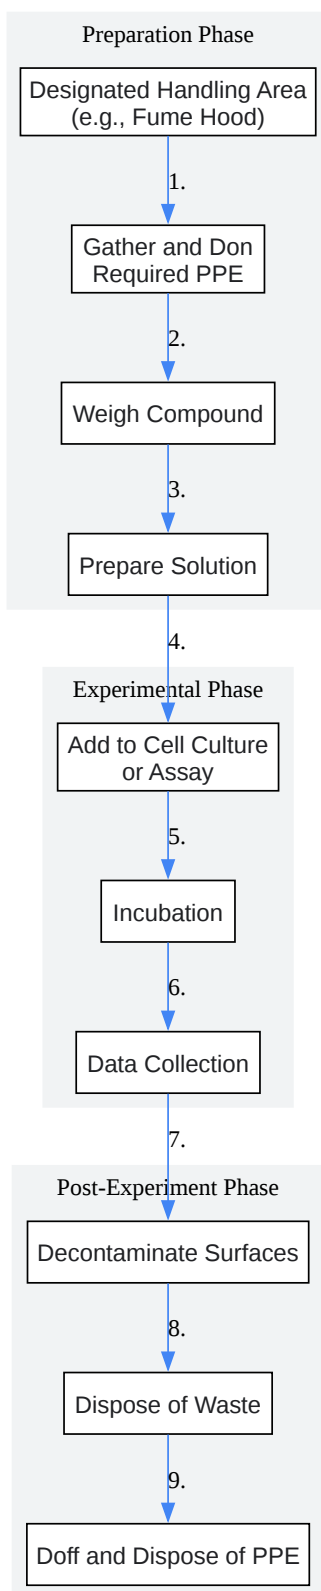 Preparation Phase
Designated Handling Area
(e.g., Fume Hood)
1.
Gather and Don
Required PPE
2.
Weigh Compound
3.
Prepare Solution
4.
Experimental Phase
Add to Cell Culture
or Assay
5.
Incubation
6.
Data Collection
7.
Post-Experiment Phase
Decontaminate Surfaces
8.
Dispose of Waste
9.
Doff and Dispose of PPE